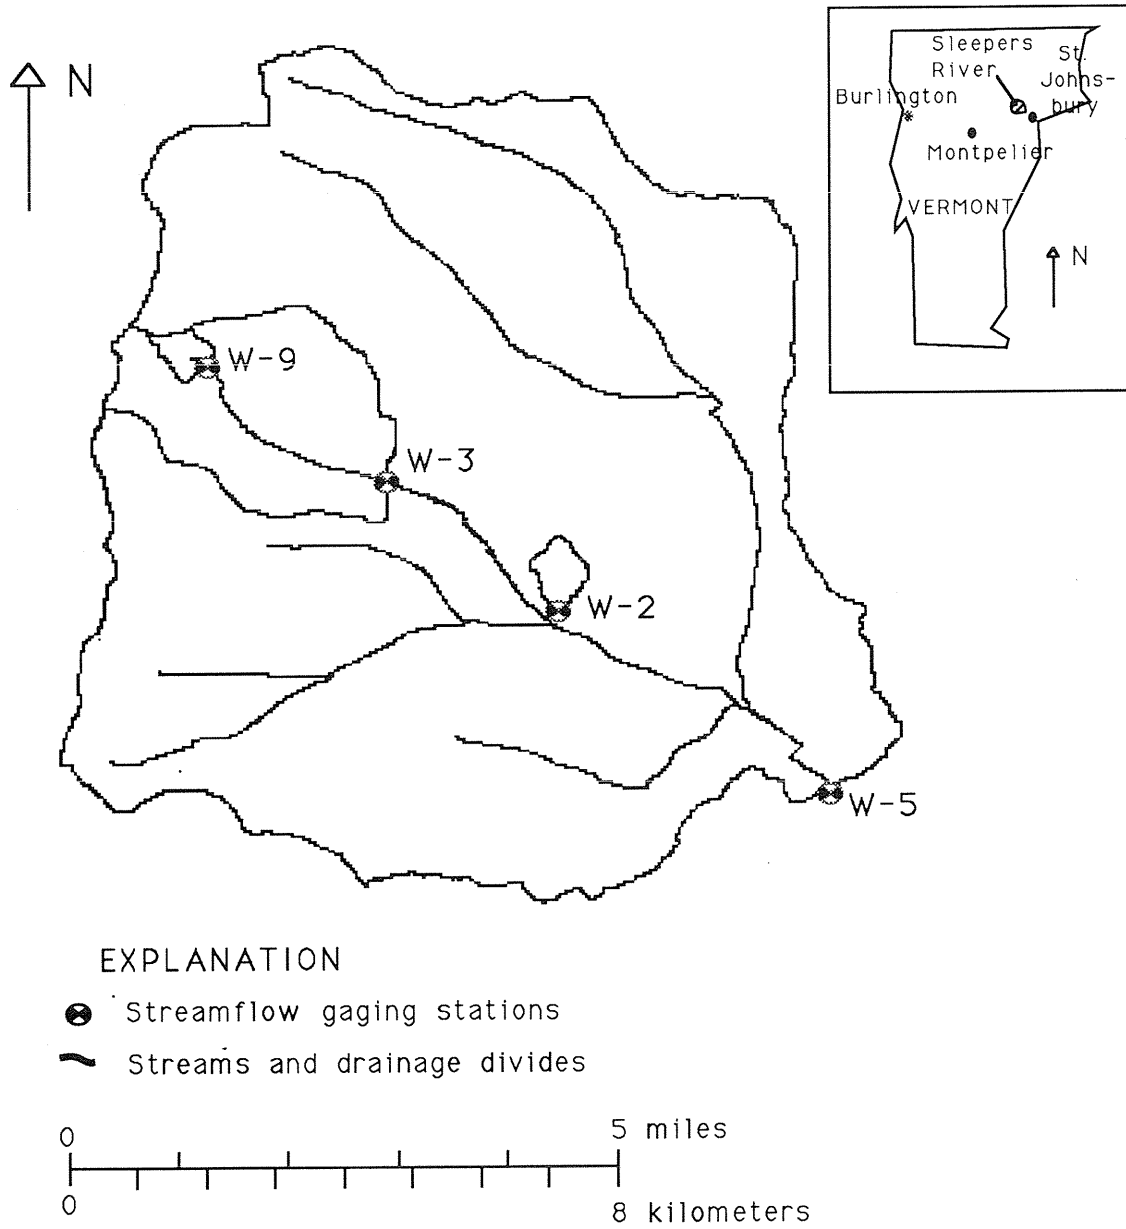 N
Sleepers
River
St.
Johns-
bury
Burlington
Montpelier
VERMONT
N
W-9
W-3
W-2
W-5
EXPLANATION
Streamflow gaging stations
Streams and drainage divides
0
5 miles
0
8 kilometers